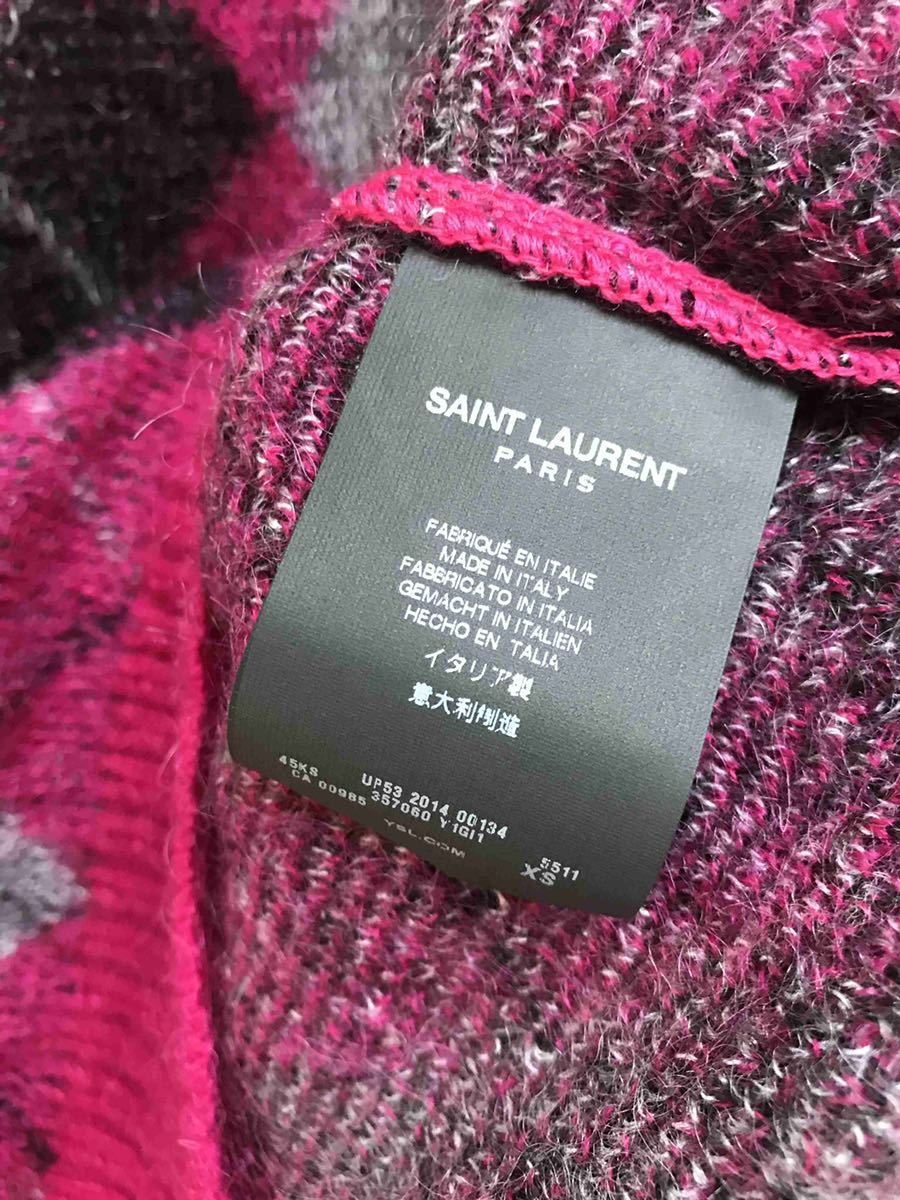 SAINT LAURENT
PARIS
FABRIQUÉ EN ITALIE
MADE IN ITALY
FABBRICATO IN ITALIA
GEMACHT IN ITALIEN
HECHO EN TALIA
イタリア製
意大利制造
45KS UP53 2014 00134
CA 00985 357060 Y1GI1
YSL.COM
5511
XS